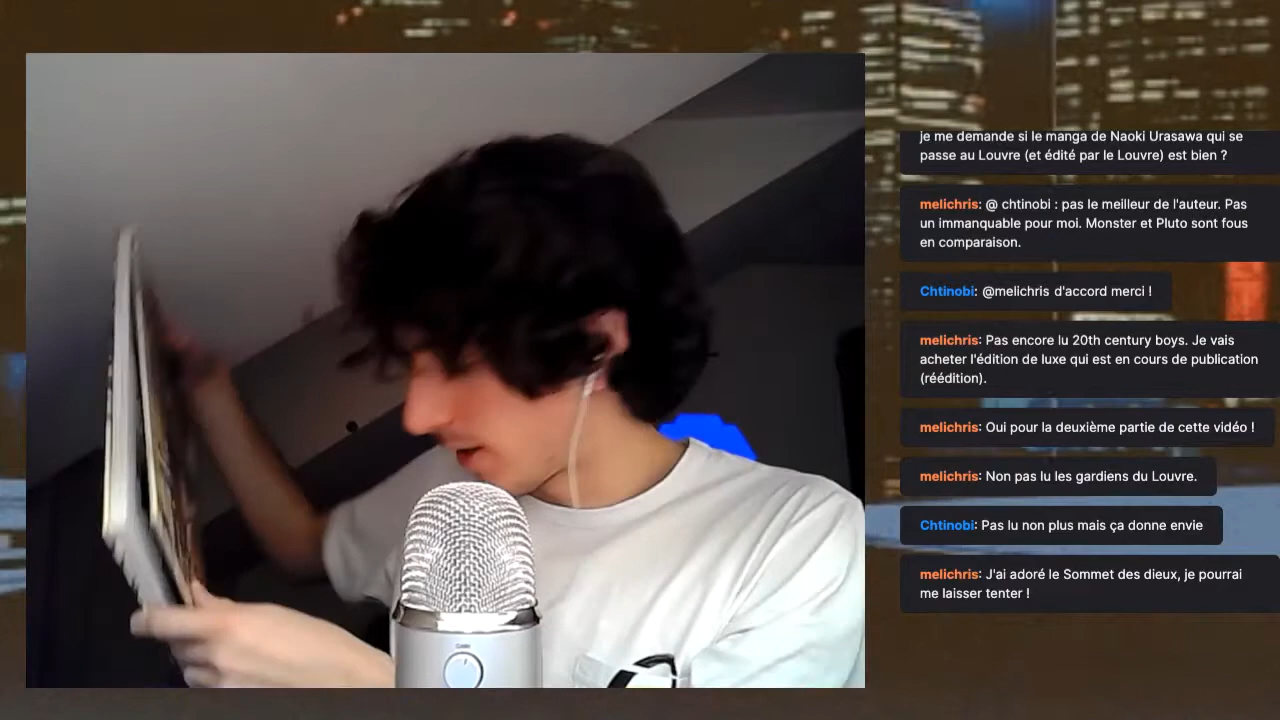 je me demande si le manga de Naoki Urasawa qui se
passe au Louvre (et édité par le Louvre) est bien ?
melichris: @ chtinobi : pas le meilleur de l'auteur. Pas
un immanquable pour moi. Monster et Pluto sont fous
en comparaison.
Chtinobi: @melichris d'accord merci !
melichris: Pas encore lu 20th century boys. Je vais
acheter l'édition de luxe qui est en cours de publication
(réédition).
melichris: Oui pour la deuxième partie de cette vidéo !
melichris: Non pas lu les gardiens du Louvre.
Chtinobi: Pas lu non plus mais ça donne envie
melichris: J'ai adoré le Sommet des dieux, je pourrai
me laisser tenter !